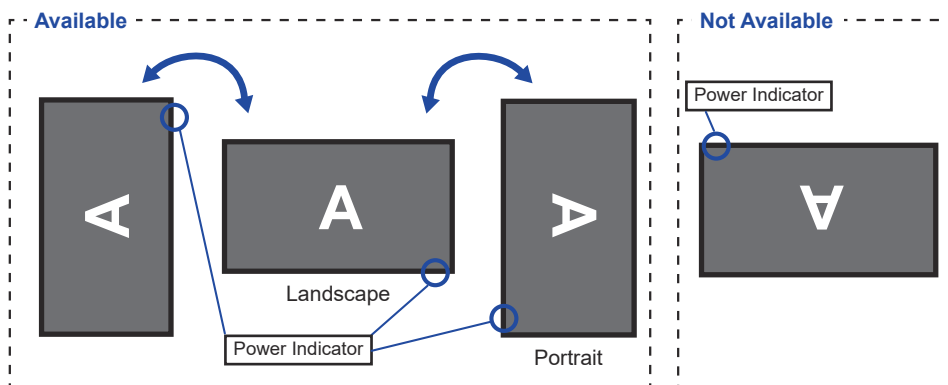 Available
Not Available
Power Indicator
A
A
A
A
Landscape
Power Indicator
Portrait